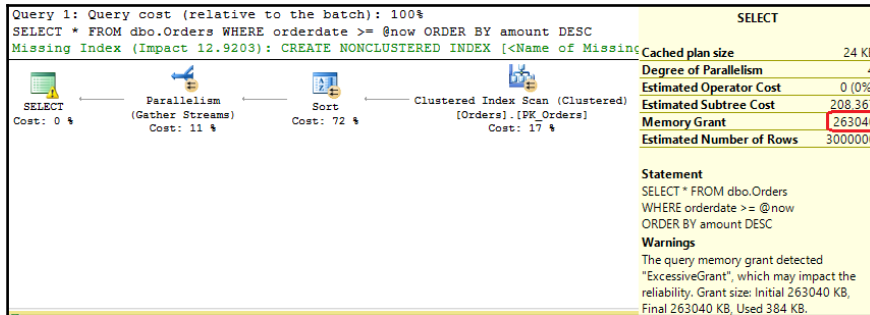 Query 1: Query cost (relative to the batch): 100%
SELECT * FROM dbo.Orders WHERE orderdate >= @now ORDER BY amount DESC
Missing Index (Impact 12.9203): CREATE NONCLUSTERED INDEX [<Name of Missing
SELECT
Cost: 0 %
Parallelism
(Gather Streams)
Cost: 11 %
Sort
Cost: 72 %
Clustered Index Scan (Clustered)
[Orders].[PK_Orders]
Cost: 17 %
SELECT
Cached plan size 24 KB
Degree of Parallelism 4
Estimated Operator Cost 0 (0%
Estimated Subtree Cost 208.367
Memory Grant 263040
Estimated Number of Rows 3000000
Statement
SELECT * FROM dbo.Orders
WHERE orderdate >= @now
ORDER BY amount DESC
Warnings
The query memory grant detected
"ExcessiveGrant", which may impact the
reliability. Grant size: Initial 263040 KB,
Final 263040 KB, Used 384 KB.